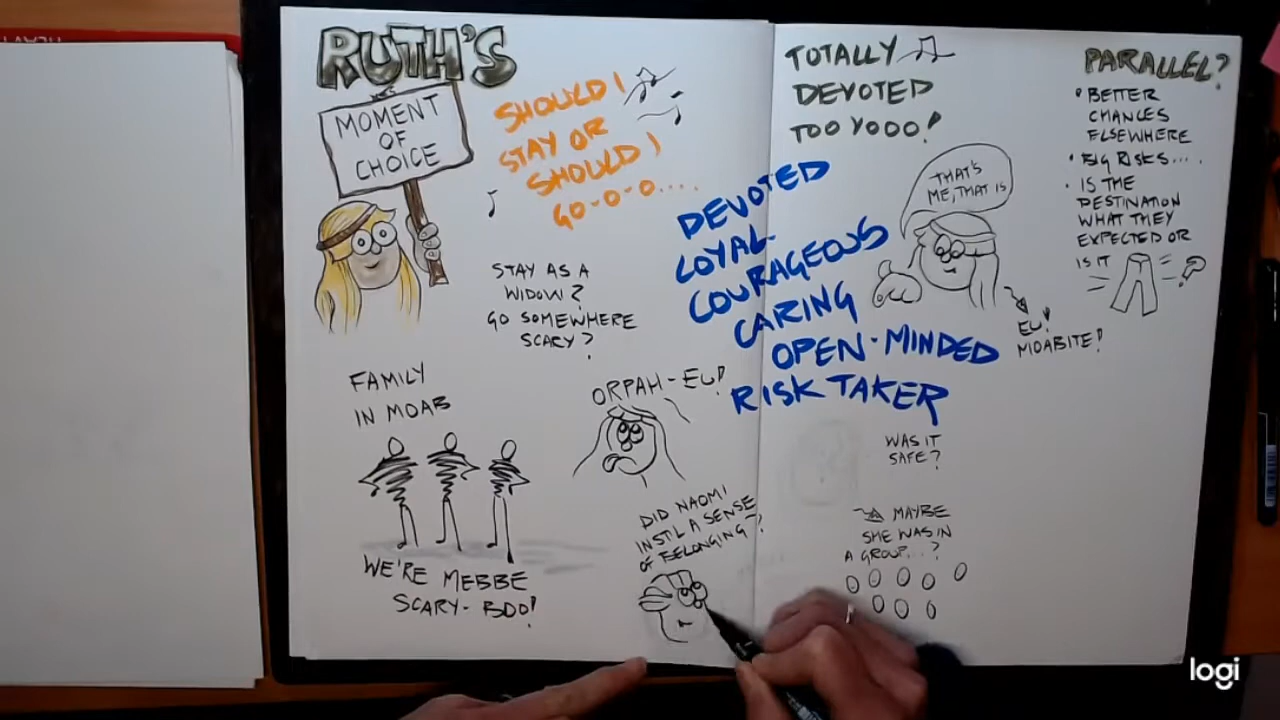 RUTH'S
MOMENT
OF
CHOICE
SHOULD I
STAY OR
SHOULD I
GO-O-O....
STAY AS A
WIDOW?
GO SOMEWHERE
SCARY?
FAMILY
IN MOAB
WE'RE MEBBE
SCARY - BOO!
ORPAH - EU!
DID NAOMI
INSTIL A SENSE
OF BELONGING?
TOTALLY
DEVOTED
TOO YOOO!
DEVOTED
LOYAL
COURAGEOUS
CARING
OPEN-MINDED
RISK TAKER
THAT'S
ME, THAT IS
EU!
MOABITE!
WAS IT
SAFE?
MAYBE
SHE WAS IN
A GROUP...?
PARALLEL?
• BETTER
CHANCES
ELSEWHERE
• BIG RISKS....
• IS THE
DESTINATION
WHAT THEY
EXPECTED OR
IS IT
?
logi